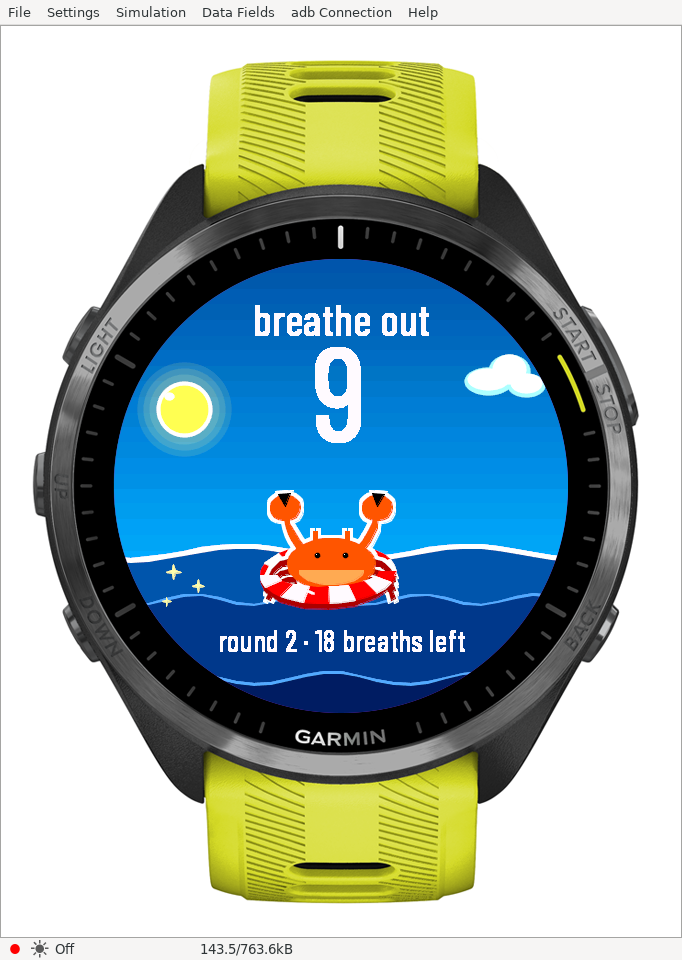 File Settings Simulation Data Fields adb Connection Help
LIGHT
START
STOP
UP
DOWN
BACK
breathe out
9
round 2 · 18 breaths left
GARMIN
Off 143.5/763.6kB